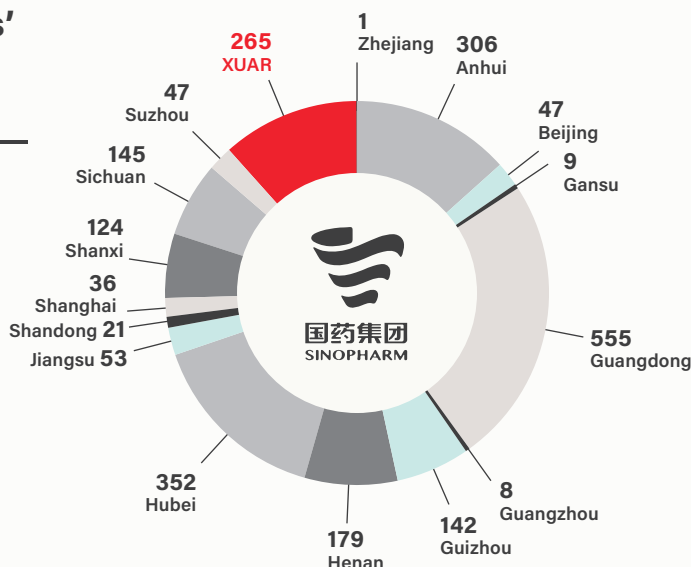 s'
1
Zhejiang
306
Anhui
47
Beijing
9
Gansu
555
Guangdong
8
Guangzhou
142
Guizhou
179
Henan
352
Hubei
Jiangsu 53
Shandong 21
36
Shanghai
124
Shanxi
145
Sichuan
47
Suzhou
265
XUAR
国药集团
SINOPHARM